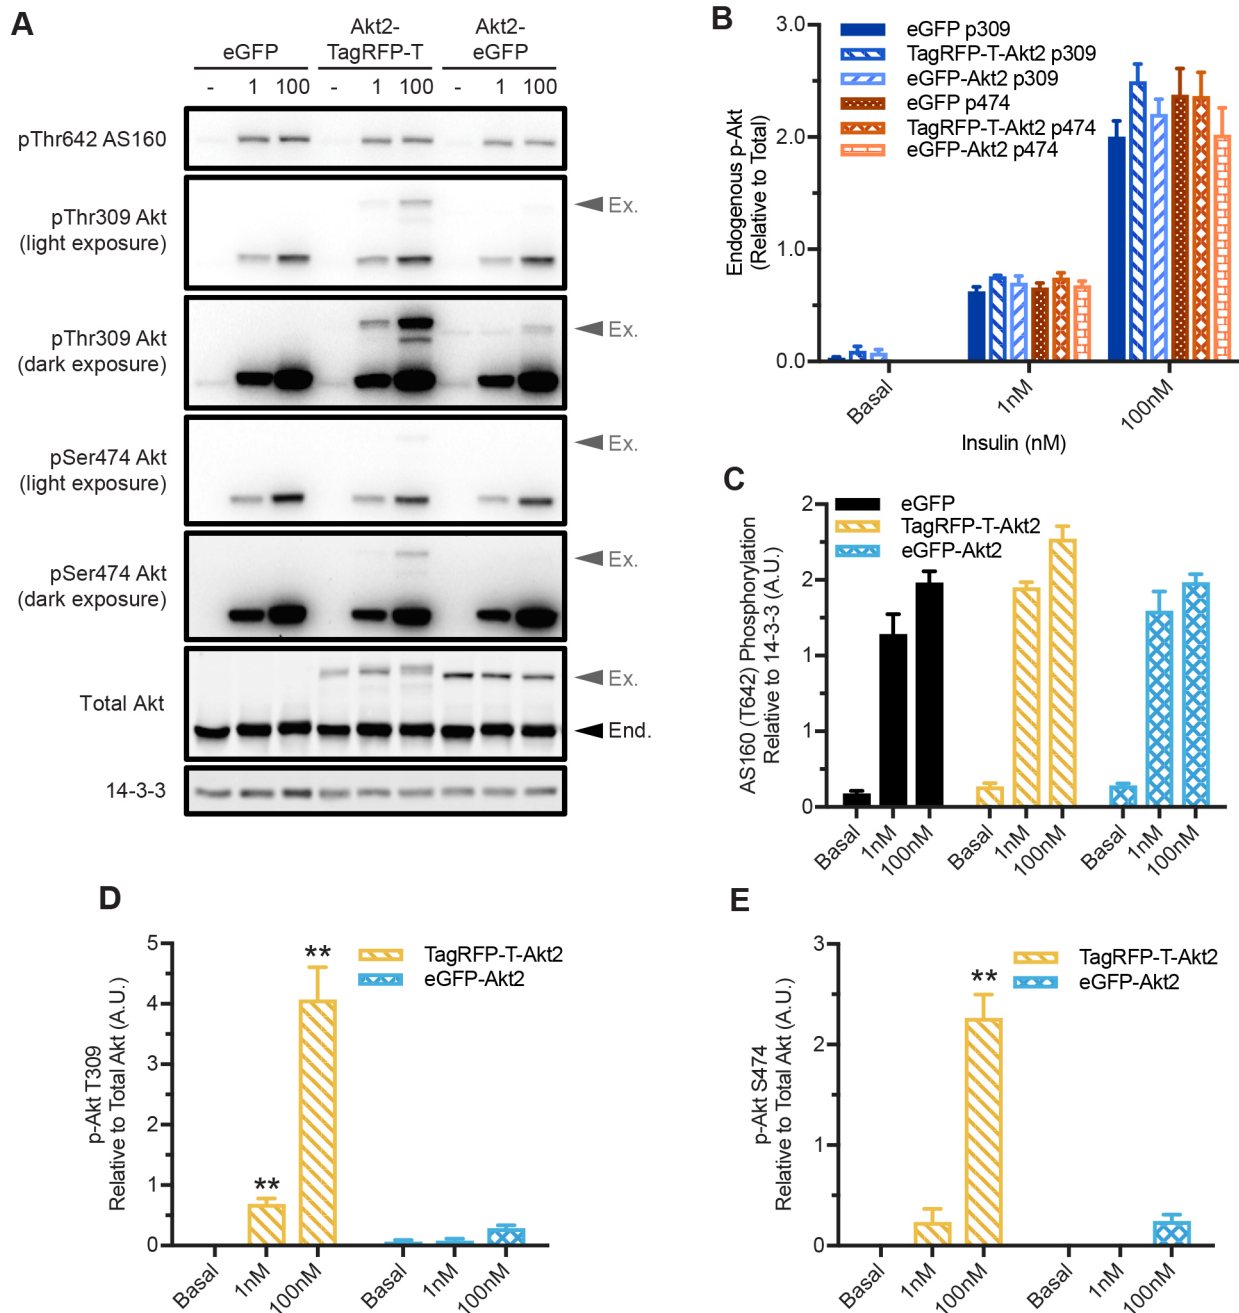 A
eGFP
Akt2-
TagRFP-T
Akt2-
eGFP
- 1 100 - 1 100 - 1 100
pThr642 AS160
pThr309 Akt
(light exposure)
Ex.
pThr309 Akt
(dark exposure)
Ex.
pSer474 Akt
(light exposure)
Ex.
pSer474 Akt
(dark exposure)
Ex.
Total Akt
Ex.
End.
14-3-3
B
eGFP p309
TagRFP-T-Akt2 p309
eGFP-Akt2 p309
eGFP p474
TagRFP-T-Akt2 p474
eGFP-Akt2 p474
Endogenous p-Akt
(Relative to Total)
3.0
2.0
1.0
0.0
Basal
1nM
100nM
Insulin (nM)
C
eGFP
TagRFP-T-Akt2
eGFP-Akt2
AS160 (T642) Phosphorylation
Relative to 14-3-3 (A.U.)
2
2
1
1
0
Basal
1nM
100nM
Basal
1nM
100nM
Basal
1nM
100nM
D
TagRFP-T-Akt2
eGFP-Akt2
p-Akt T309
Relative to Total Akt (A.U.)
5
4
3
2
1
0
**
**
Basal
1nM
100nM
Basal
1nM
100nM
E
TagRFP-T-Akt2
eGFP-Akt2
p-Akt S474
Relative to Total Akt (A.U.)
3
2
1
0
**
Basal
1nM
100nM
Basal
1nM
100nM